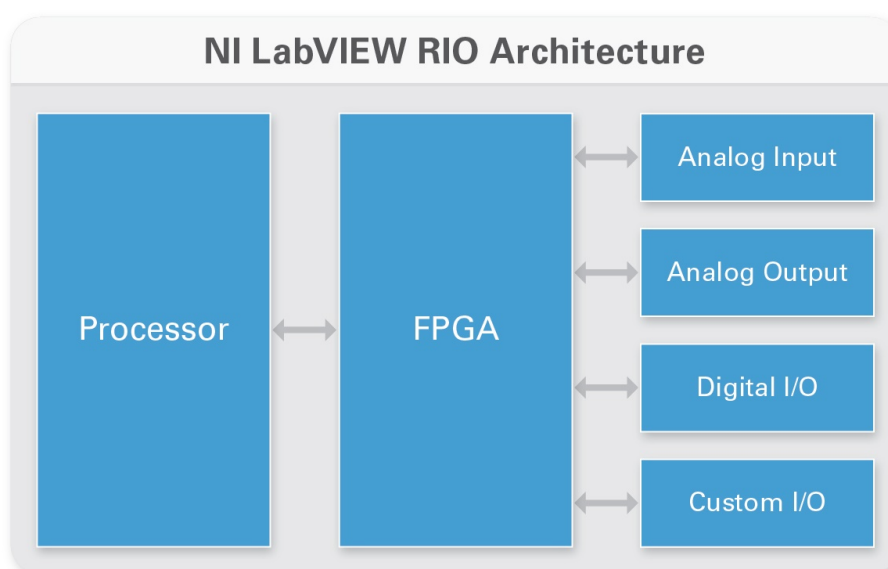 NI LabVIEW RIO Architecture
Processor
FPGA
Analog Input
Analog Output
Digital I/O
Custom I/O